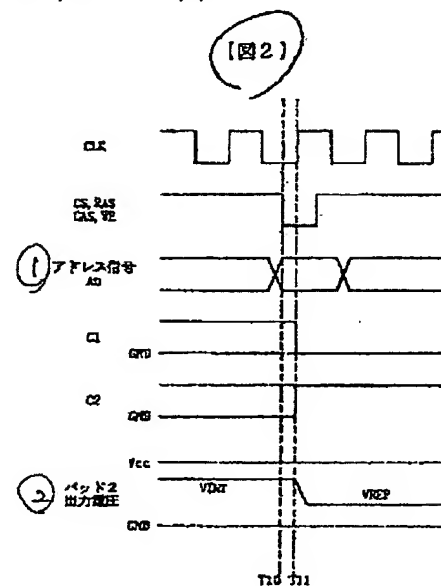 【図2】
CLK
CS, RAS
CAS, WE
1 アドレス信号
AD
C1
GND
C2
GND
Vcc
2 パッド2
出力電圧
VINT
VREF
GND
T10 T11